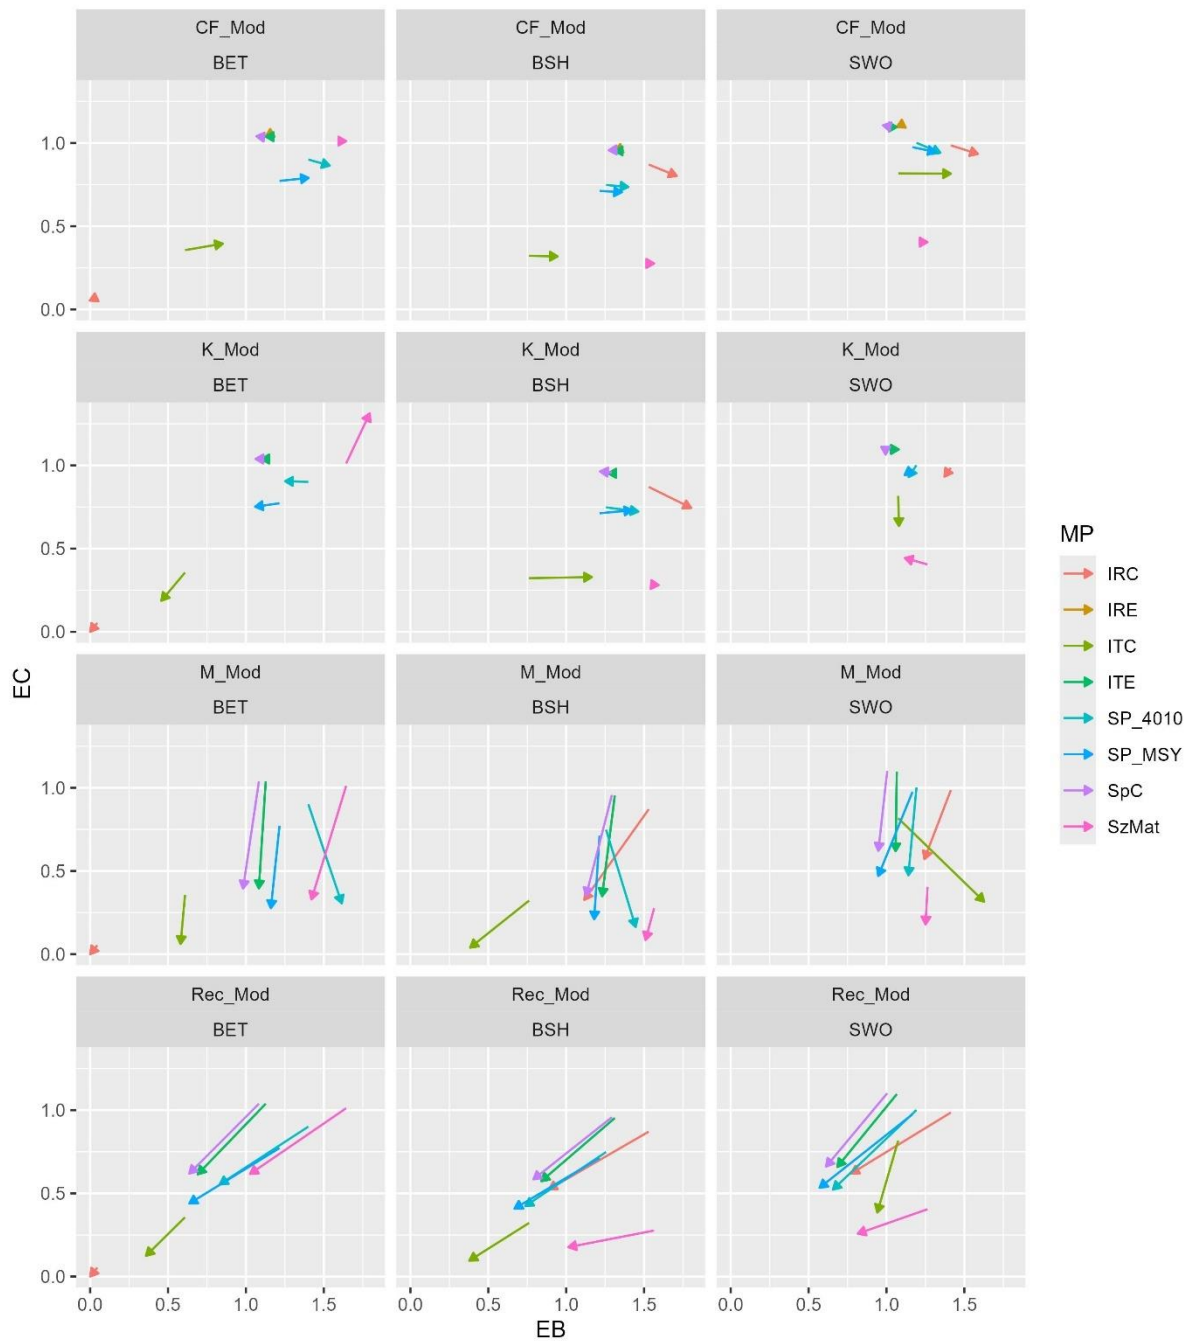 CF_Mod CF_Mod CF_Mod
BET BSH SWO
1.0
0.5
0.0
K_Mod K_Mod K_Mod
BET BSH SWO
1.0
0.5
0.0
M_Mod M_Mod M_Mod
BET BSH SWO
1.0
0.5
0.0
Rec_Mod Rec_Mod Rec_Mod
BET BSH SWO
1.0
0.5
0.0
0.0 0.5 1.0 1.5 0.0 0.5 1.0 1.5 0.0 0.5 1.0 1.5
EB
EC
MP
IRC
IRE
ITC
ITE
SP_4010
SP_MSY
SpC
SzMat